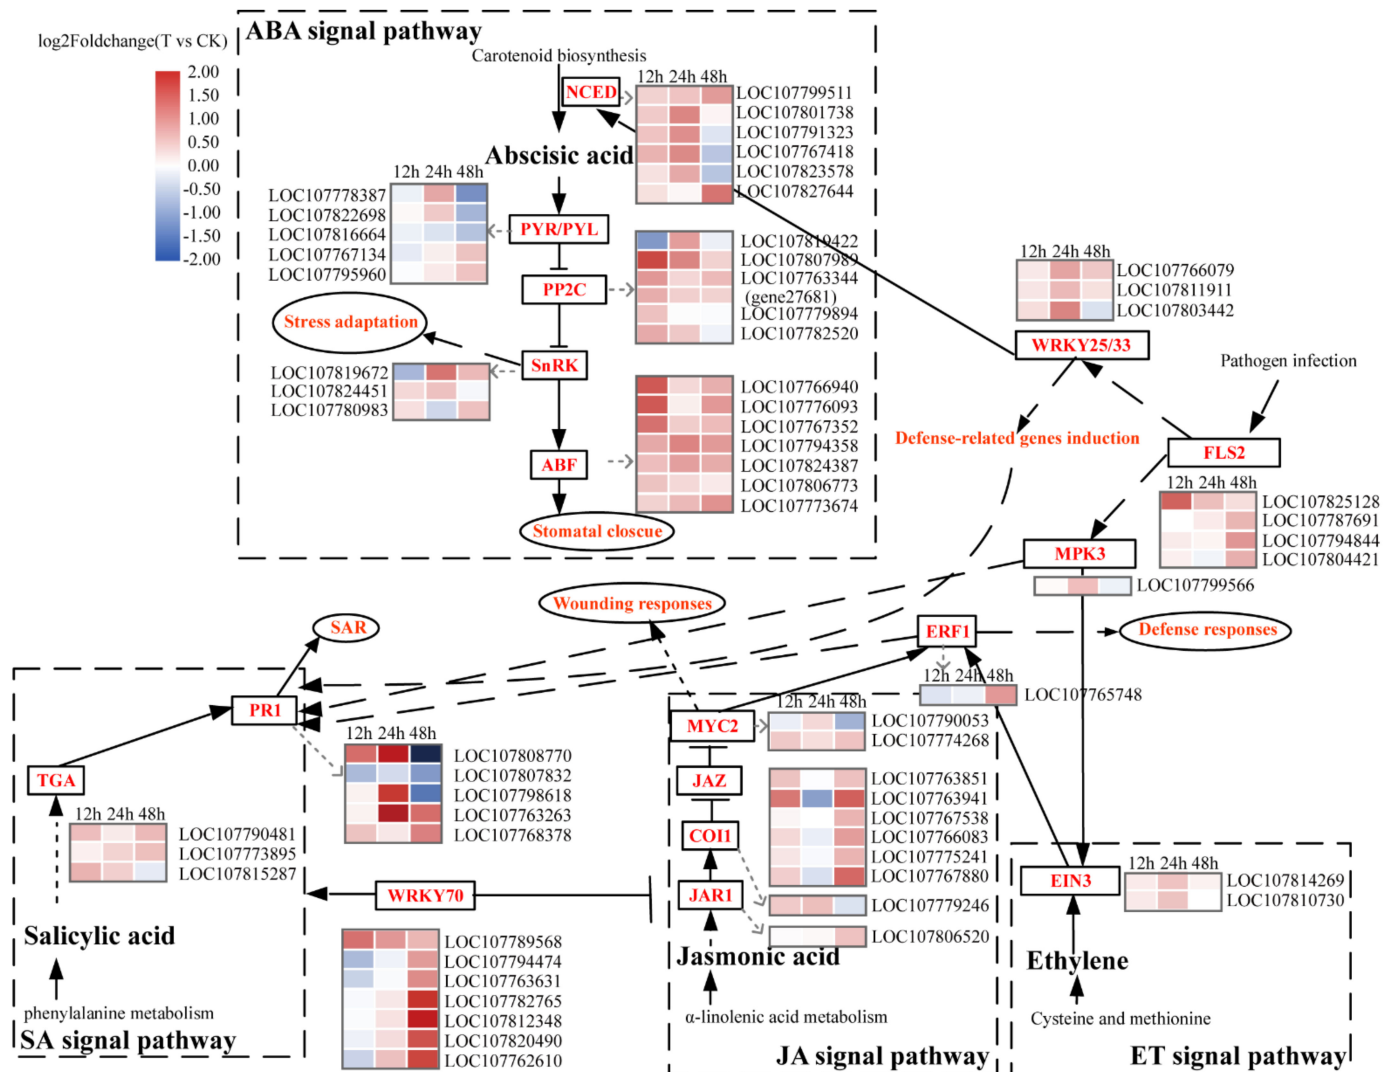 ABA signal pathway
log2Foldchange(T vs CK)
2.00
1.50
1.00
0.50
0.00
-0.50
-1.00
-1.50
-2.00
Carotenoid biosynthesis
NCED
12h 24h 48h
LOC107799511
LOC107801738
LOC107791323
LOC107767418
LOC107823578
LOC107827644
Abscisic acid
12h 24h 48h
LOC107778387
LOC107822698
LOC107816664
LOC107767134
LOC107795960
PYR/PYL
PP2C
LOC107819422
LOC107807989
LOC107763344
(gene27681)
LOC107779894
LOC107782520
Stress adaptation
SnRK
LOC107819672
LOC107824451
LOC107780983
ABF
LOC107766940
LOC107776093
LOC107767352
LOC107794358
LOC107824387
LOC107806773
LOC107773674
Stomatal closcue
12h 24h 48h
LOC107766079
LOC107811911
LOC107803442
WRKY25/33
Pathogen infection
Defense-related genes induction
FLS2
12h 24h 48h
LOC107825128
LOC107787691
LOC107794844
LOC107804421
MPK3
LOC107799566
Wounding responses
SAR
ERF1
Defense responses
12h 24h 48h
LOC107765748
PR1
12h 24h 48h
LOC107808770
LOC107807832
LOC107798618
LOC107763263
LOC107768378
TGA
12h 24h 48h
LOC107790481
LOC107773895
LOC107815287
MYC2
12h 24h 48h
LOC107790053
LOC107774268
JAZ
LOC107763851
LOC107763941
LOC107767538
LOC107766083
LOC107775241
LOC107767880
COI1
LOC107779246
JAR1
LOC107806520
WRKY70
LOC107789568
LOC107794474
LOC107763631
LOC107782765
LOC107812348
LOC107820490
LOC107762610
EIN3
12h 24h 48h
LOC107814269
LOC107810730
Salicylic acid
phenylalanine metabolism
SA signal pathway
Jasmonic acid
α-linolenic acid metabolism
JA signal pathway
Ethylene
Cysteine and methionine
ET signal pathway